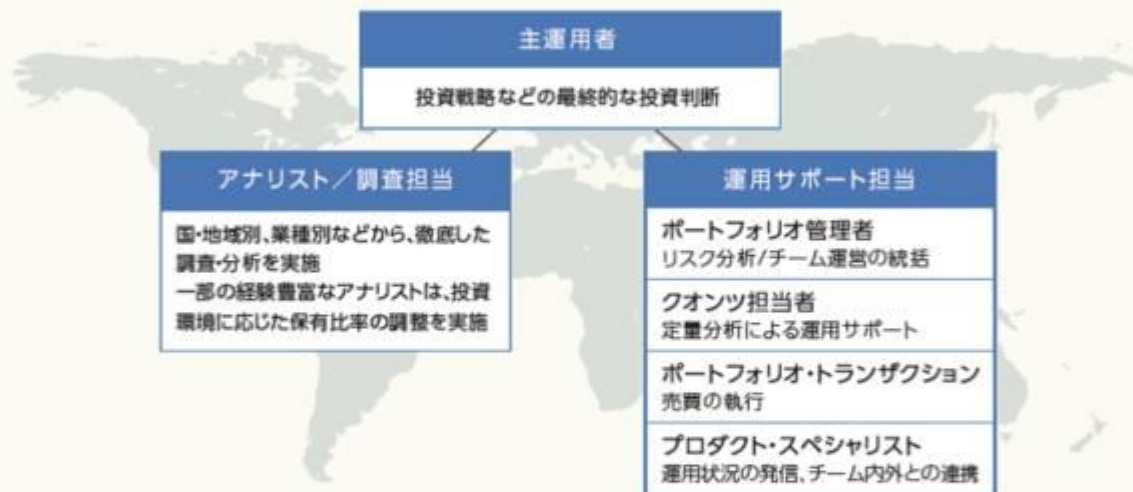 主運用者
投資戦略などの最終的な投資判断
アナリスト／調査担当
国・地域別、業種別などから、徹底した
調査・分析を実施
一部の経験豊富なアナリストは、投資
環境に応じた保有比率の調整を実施
運用サポート担当
ポートフォリオ管理者
リスク分析/チーム運営の統括
クオンツ担当者
定量分析による運用サポート
ポートフォリオ・トランザクション
売買の執行
プロダクト・スペシャリスト
運用状況の発信、チーム内外との連携